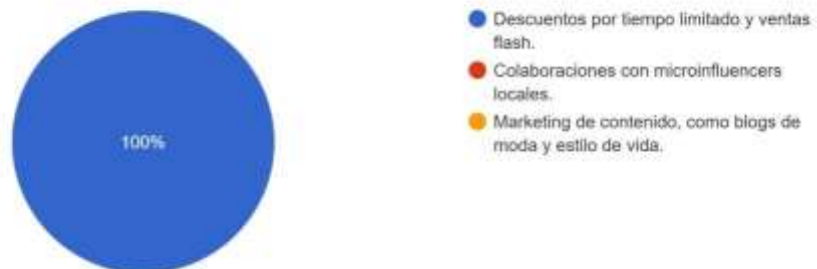 100%
Descuentos por tiempo limitado y ventas
flash.
Colaboraciones con microinfluencers
locales.
Marketing de contenido, como blogs de
moda y estilo de vida.